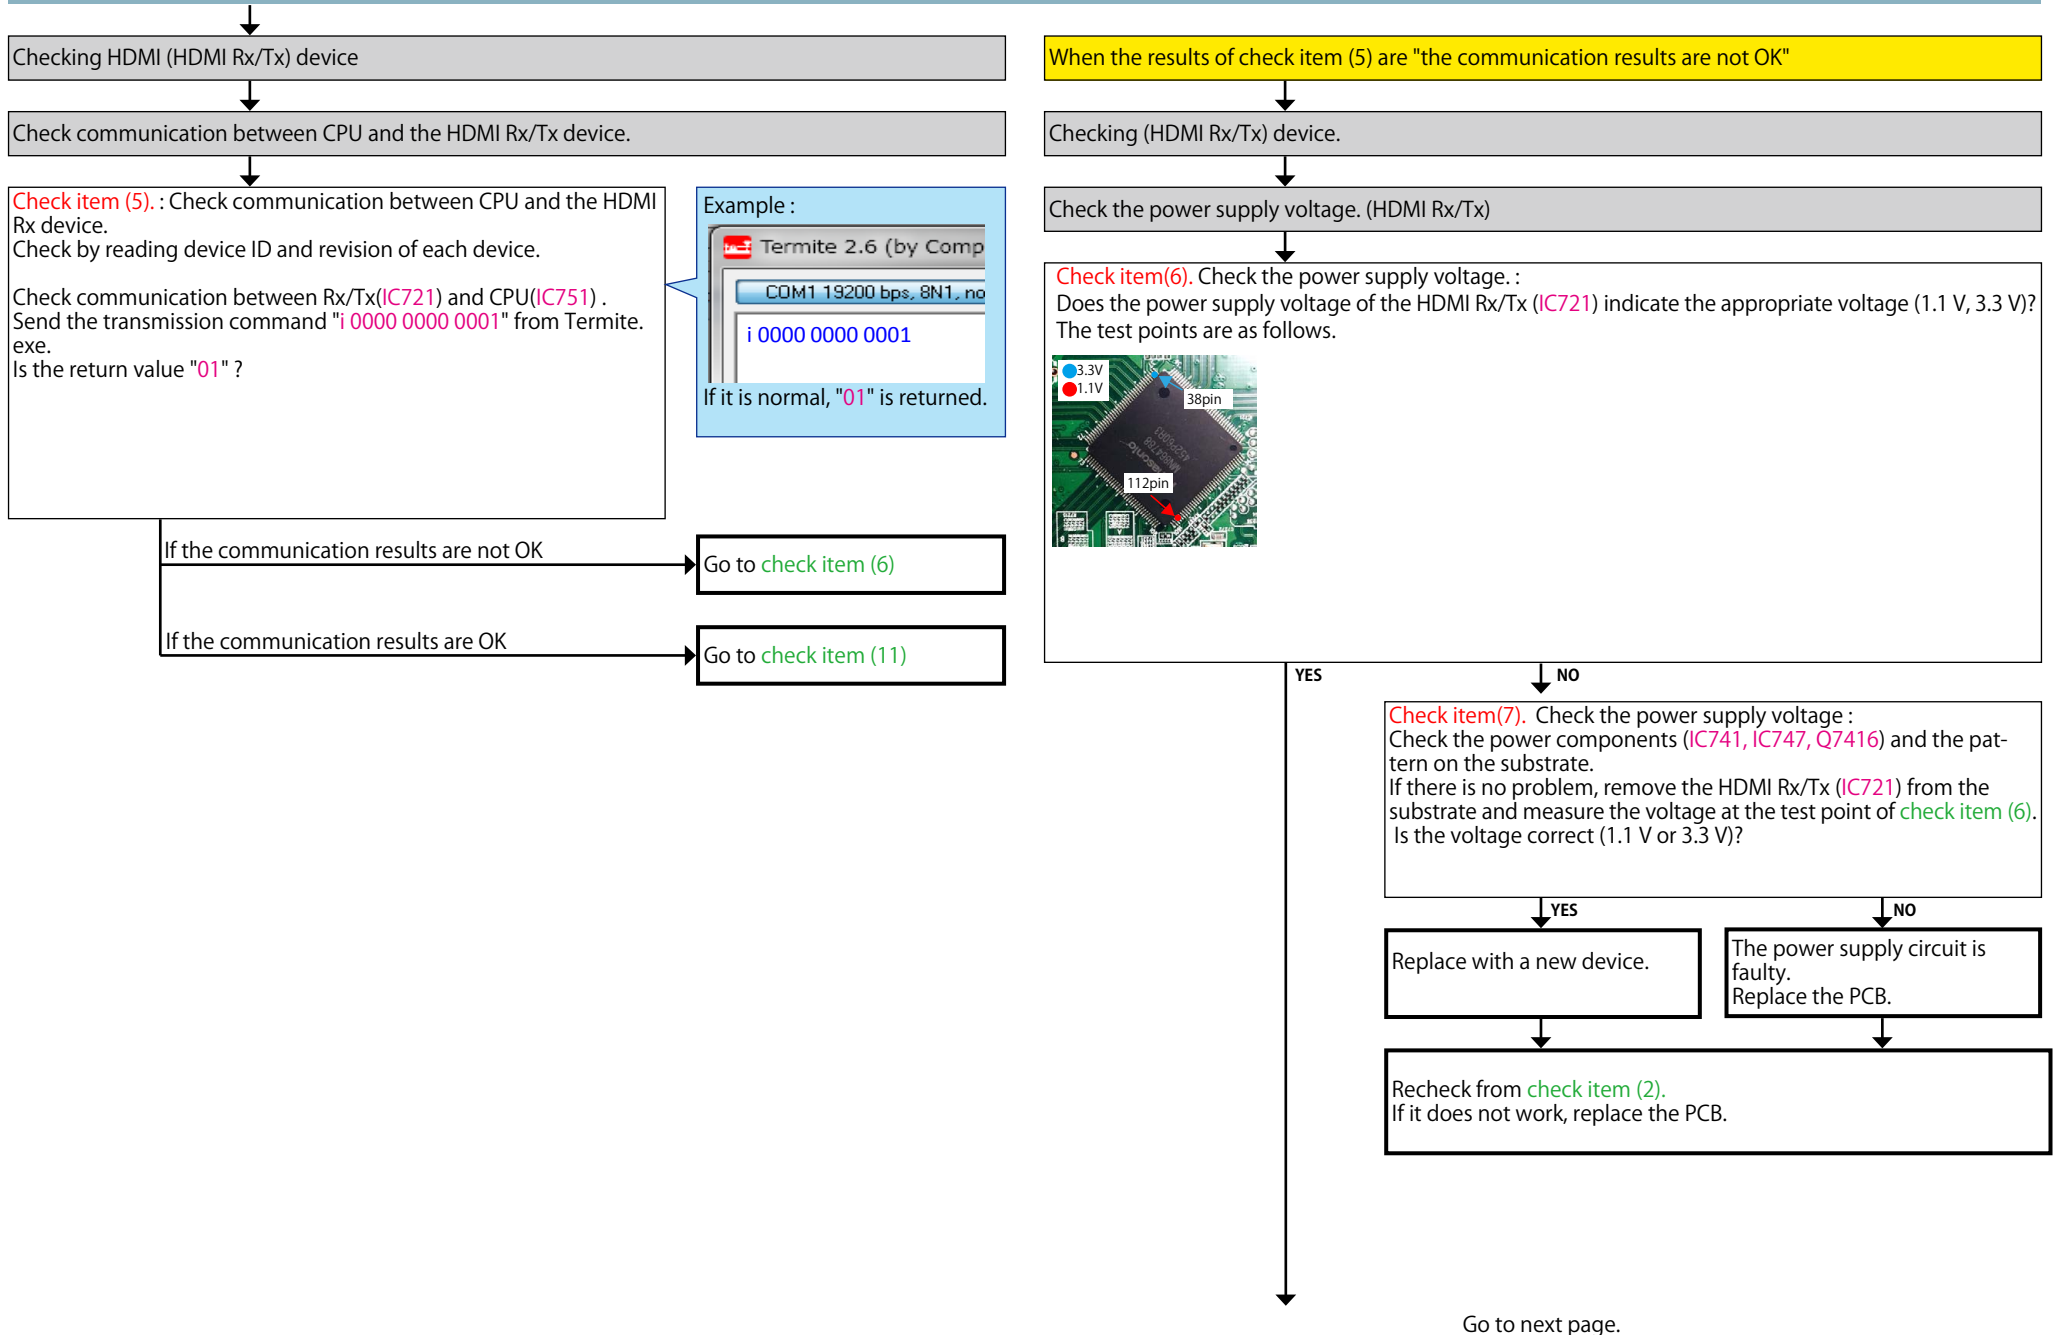 Checking HDMI (HDMI Rx/Tx) device
Check communication between CPU and the HDMI Rx/Tx device.
Check item (5). : Check communication between CPU and the HDMI
Rx device.
Check by reading device ID and revision of each device.
Check communication between Rx/Tx(IC721) and CPU(IC751) .
Send the transmission command "i 0000 0000 0001" from Termite.
exe.
Is the return value "01" ?
Example :
Termite 2.6 (by Comp
COM1 19200 bps, 8N1, no
i 0000 0000 0001
If it is normal, "01" is returned.
If the communication results are not OK
Go to check item (6)
If the communication results are OK
Go to check item (11)
When the results of check item (5) are "the communication results are not OK"
Checking (HDMI Rx/Tx) device.
Check the power supply voltage. (HDMI Rx/Tx)
Check item(6). Check the power supply voltage. :
Does the power supply voltage of the HDMI Rx/Tx (IC721) indicate the appropriate voltage (1.1 V, 3.3 V)?
The test points are as follows.
3.3V
1.1V
38pin
112pin
YES
NO
Check item(7). Check the power supply voltage :
Check the power components (IC741, IC747, Q7416) and the pat-
tern on the substrate.
If there is no problem, remove the HDMI Rx/Tx (IC721) from the
substrate and measure the voltage at the test point of check item (6).
Is the voltage correct (1.1 V or 3.3 V)?
YES
NO
Replace with a new device.
The power supply circuit is
faulty.
Replace the PCB.
Recheck from check item (2).
If it does not work, replace the PCB.
Go to next page.